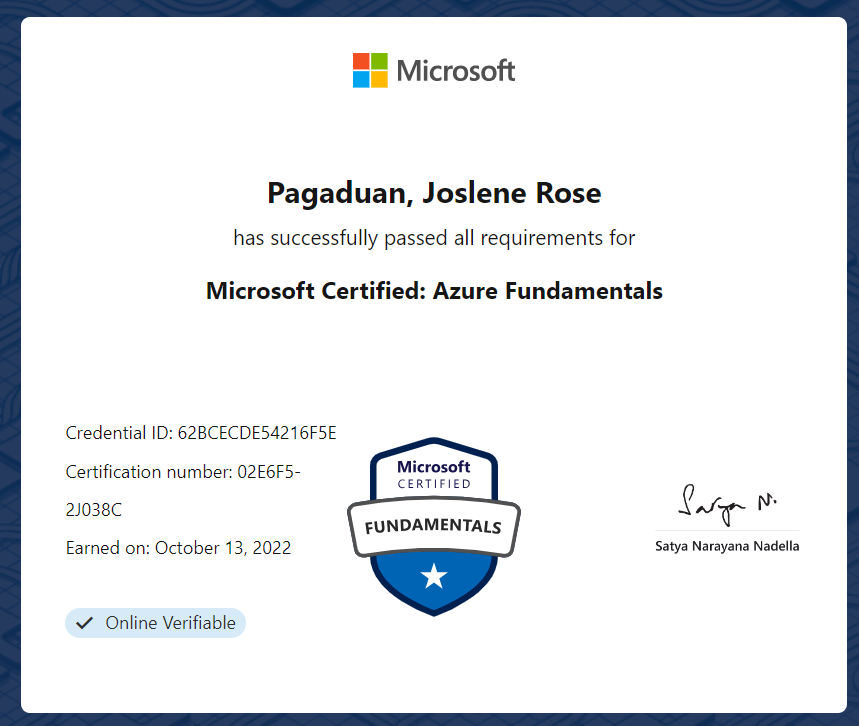 Microsoft
Pagaduan, Joslene Rose
has successfully passed all requirements for
Microsoft Certified: Azure Fundamentals
Credential ID: 62BCECDE54216F5E
Certification number: 02E6F5-
2J038C
Earned on: October 13, 2022
Online Verifiable
Microsoft
CERTIFIED
FUNDAMENTALS
Satya N.
Satya Narayana Nadella